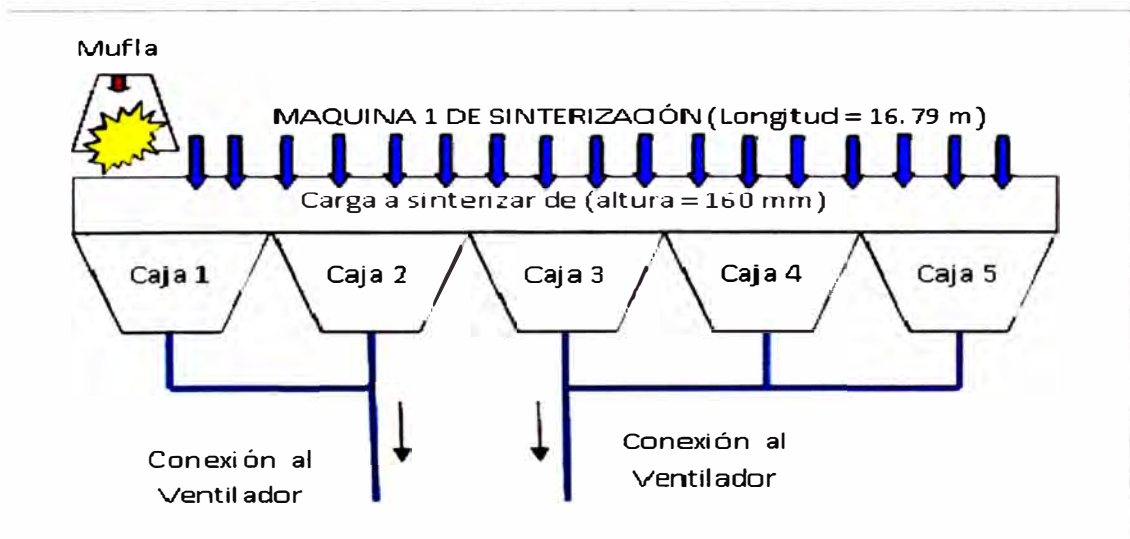 Mufla
MAQUINA 1 DE SINTERIZACIÓN (Longitud = 16.79 m)
Carga a sinterizar de (altura = 160 mm)
Caja 1
Caja 2
Caja 3
Caja 4
Caja 5
Conexión al
Ventilador
Conexión al
Ventilador